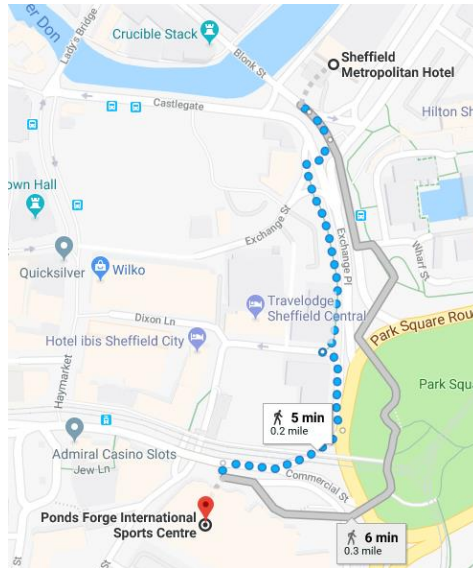 er Don
Lady's Bridge
Crucible Stack
Blonk St
Sheffield
Metropolitan Hotel
Castlegate
Hilton Sh
own Hall
Exchange St
Exchange Pl
Wharf St
Quicksilver
Wilko
Travelodge
Sheffield Central
Dixon Ln
Park Square Rou
Hotel ibis Sheffield City
Haymarket
Park Squa
5 min
0.2 mile
Admiral Casino Slots
Jew Ln
Commercial St
Ponds Forge International
Sports Centre
6 min
0.3 mile
St